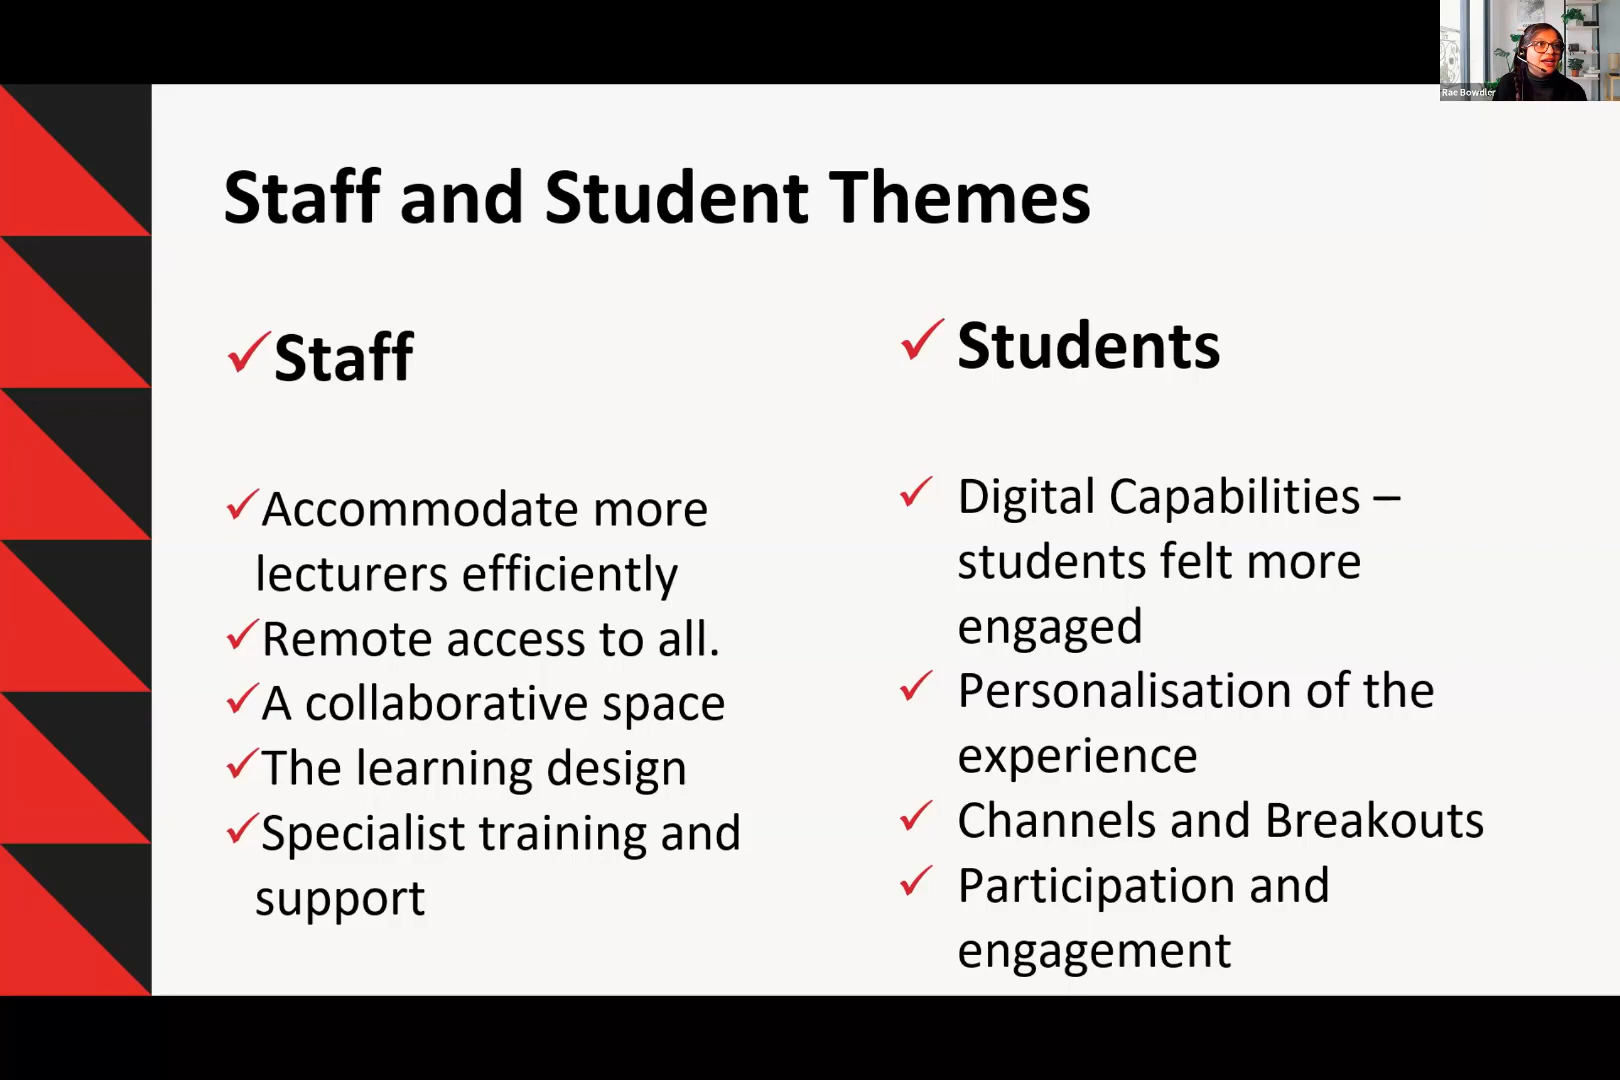 Rae Bowdler
Staff and Student Themes
Staff
Accommodate more
lecturers efficiently
Remote access to all.
A collaborative space
The learning design
Specialist training and
support
Students
Digital Capabilities –
students felt more
engaged
Personalisation of the
experience
Channels and Breakouts
Participation and
engagement